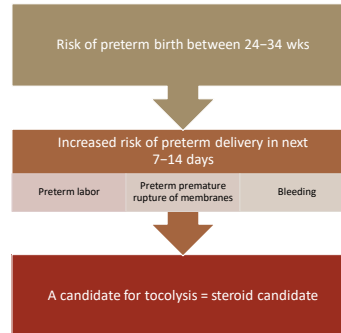 Risk of preterm birth between 24–34 wks
Increased risk of preterm delivery in next
7–14 days
Preterm labor
Preterm premature
rupture of membranes
Bleeding
A candidate for tocolysis = steroid candidate